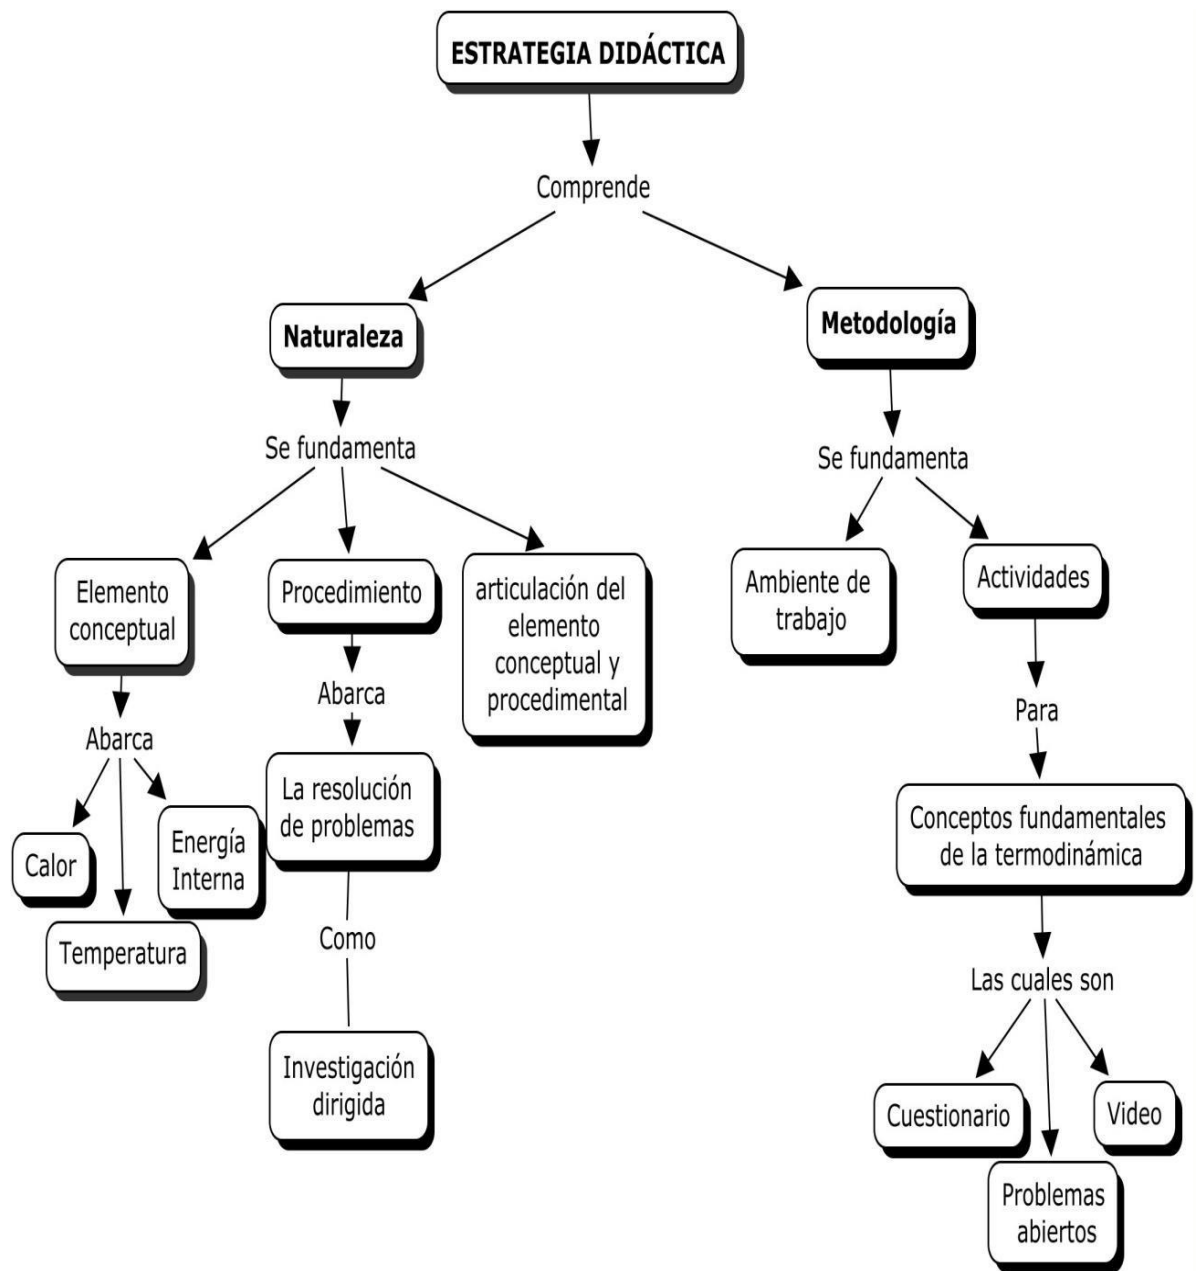 ESTRATEGIA DIDÁCTICA
Comprende
Naturaleza
Metodología
Se fundamenta
Se fundamenta
Elemento
conceptual
Procedimiento
articulación del
elemento
conceptual y
procedimental
Ambiente de
trabajo
Actividades
Abarca
Abarca
Para
Calor
Temperatura
Energía
Interna
La resolución
de problemas
Conceptos fundamentales
de la termodinámica
Como
Las cuales son
Investigación
dirigida
Cuestionario
Problemas
abiertos
Video